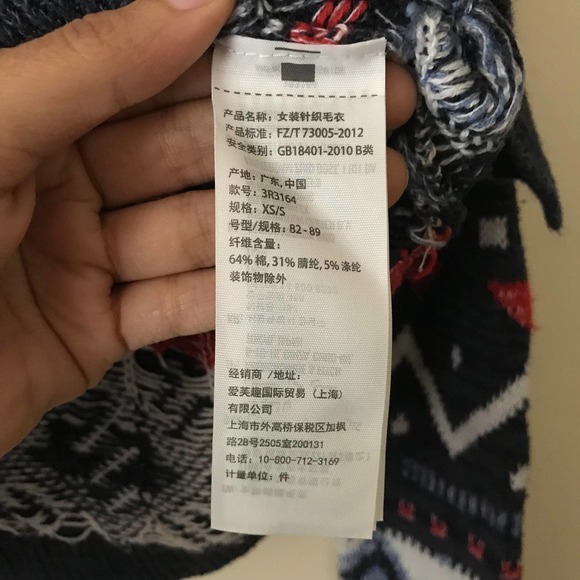 产品名称：女装针织毛衣
产品标准：FZ/T 73005-2012
安全类别：GB18401-2010 B类
产地：广东,中国
款号：3R3164
规格：XS/S
号型/规格：82-89
纤维含量：
64% 棉, 31% 腈纶, 5% 涤纶
装饰物除外
经销商 /地址：
爱芙趣国际贸易（上海）
有限公司
上海市外高桥保税区加枫
路28号2505室200131
电话：10-800-712-3169
计量单位：件